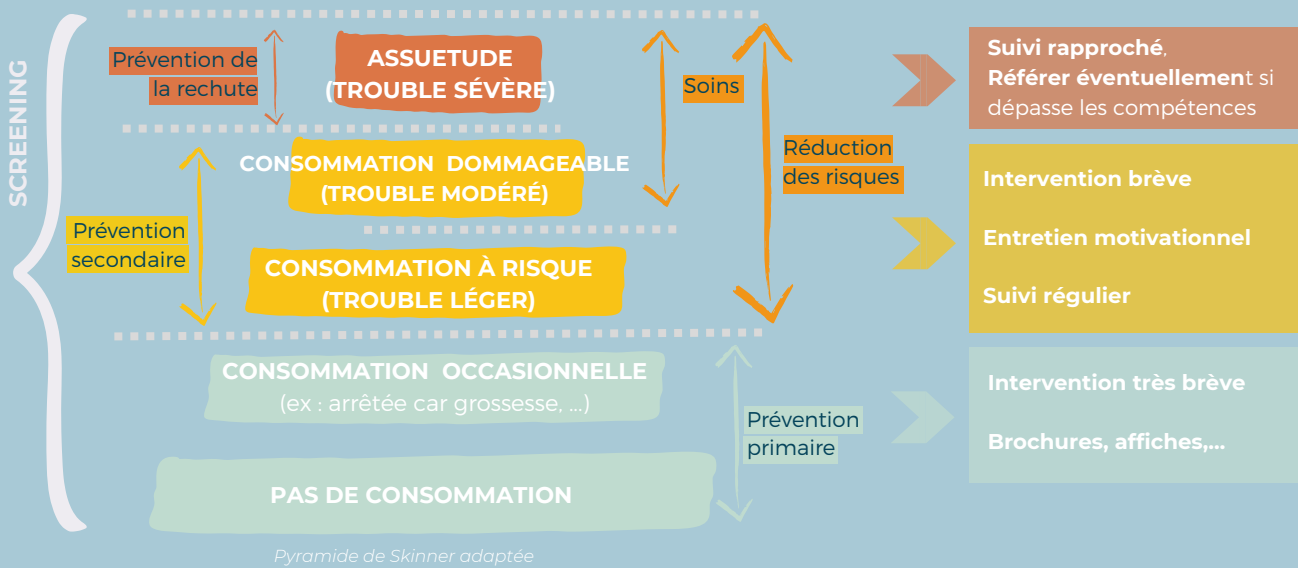 SCREENING
Prévention de
la rechute
ASSUETUDE
(TROUBLE SÉVÈRE)
Soins
Suivi rapproché,
Référer éventuellement si
dépasse les compétences
CONSOMMATION DOMMAGEABLE
(TROUBLE MODÉRÉ)
Réduction
des risques
Prévention
secondaire
CONSOMMATION À RISQUE
(TROUBLE LÉGER)
Intervention brève
Entretien motivationnel
Suivi régulier
CONSOMMATION OCCASIONNELLE
(ex : arrêtée car grossesse, ...)
Prévention
primaire
PAS DE CONSOMMATION
Intervention très brève
Brochures, affiches,...
Pyramide de Skinner adaptée